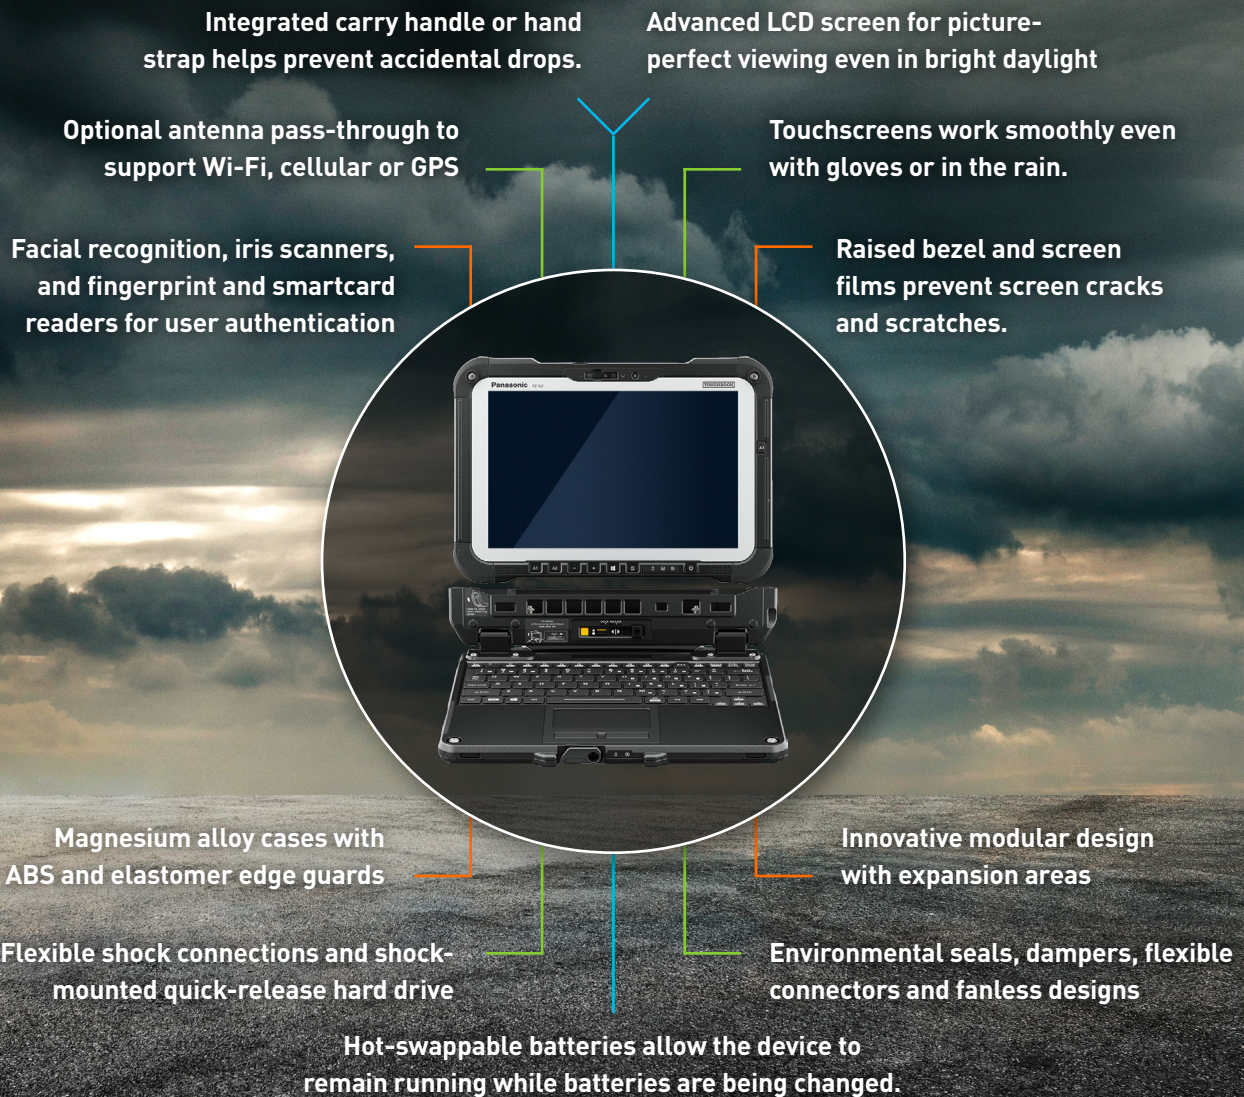 Integrated carry handle or hand
strap helps prevent accidental drops.
Advanced LCD screen for picture-
perfect viewing even in bright daylight
Optional antenna pass-through to
support Wi-Fi, cellular or GPS
Touchscreens work smoothly even
with gloves or in the rain.
Facial recognition, iris scanners,
and fingerprint and smartcard
readers for user authentication
Raised bezel and screen
films prevent screen cracks
and scratches.
Panasonic
TOUGHBOOK
A1 A2 - +
Magnesium alloy cases with
ABS and elastomer edge guards
Innovative modular design
with expansion areas
Flexible shock connections and shock-
mounted quick-release hard drive
Environmental seals, dampers, flexible
connectors and fanless designs
Hot-swappable batteries allow the device to
remain running while batteries are being changed.